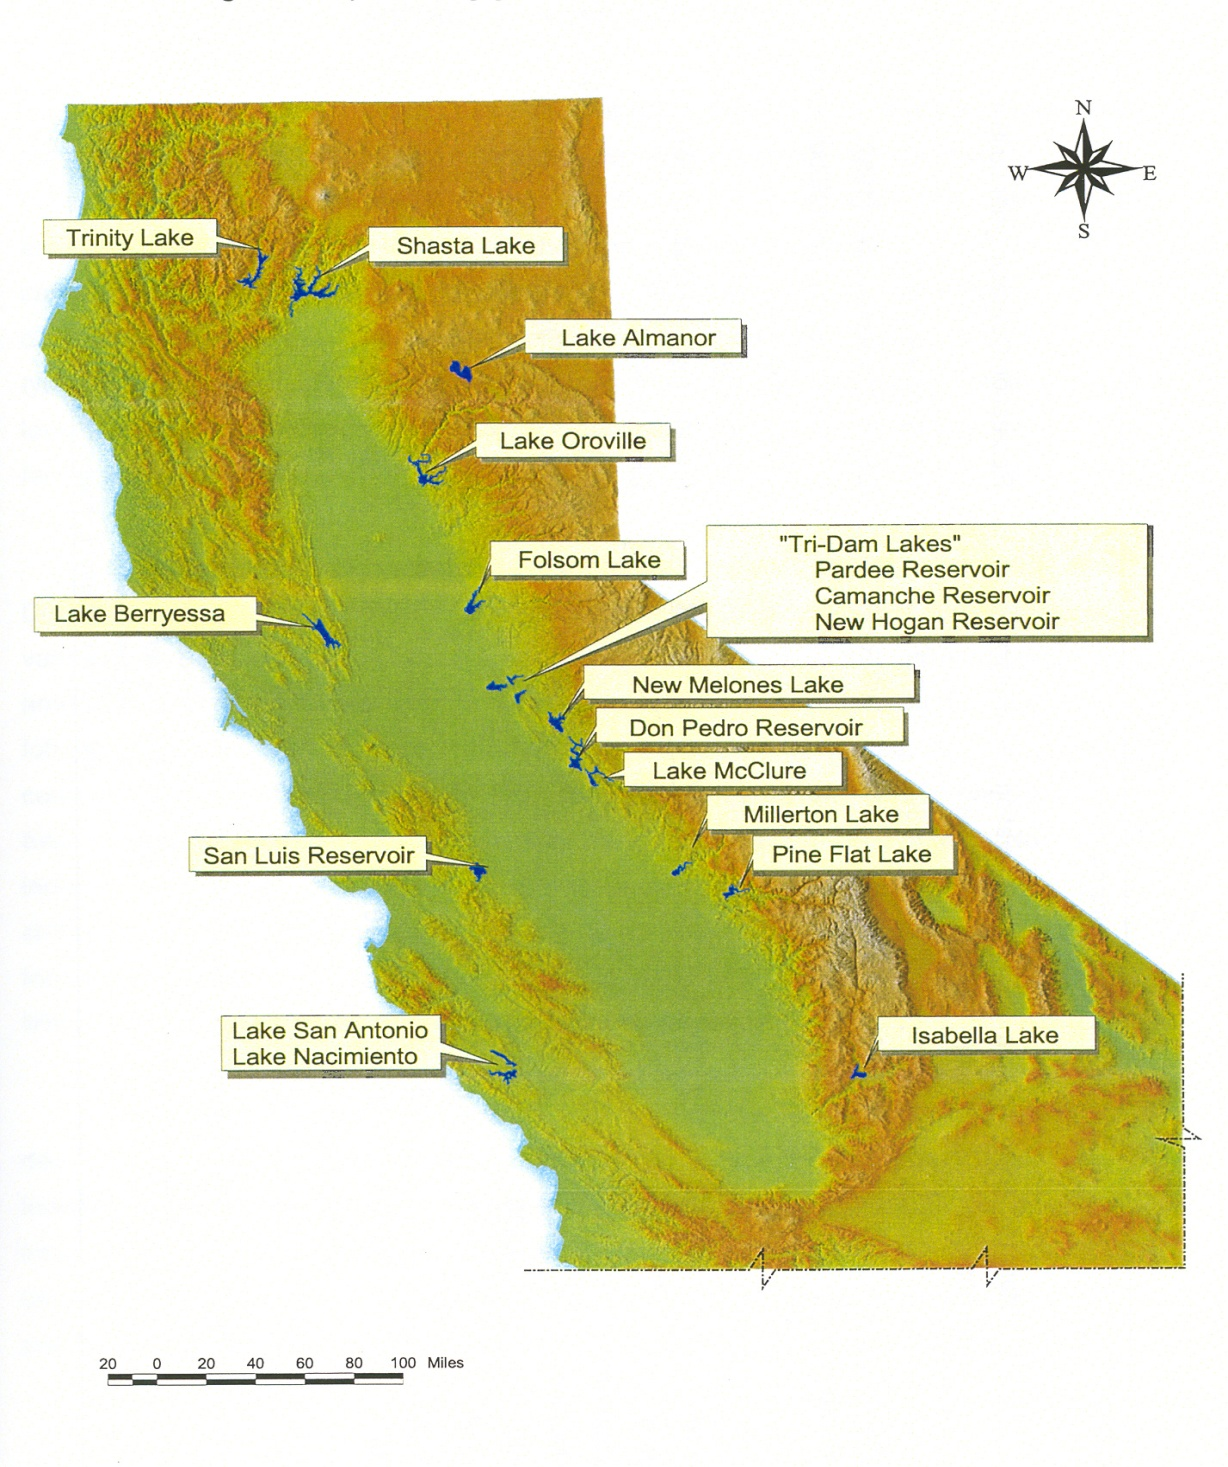 N
W E
S
Trinity Lake
Shasta Lake
Lake Almanor
Lake Oroville
"Tri-Dam Lakes"
Pardee Reservoir
Camanche Reservoir
New Hogan Reservoir
Folsom Lake
Lake Berryessa
New Melones Lake
Don Pedro Reservoir
Lake McClure
Millerton Lake
San Luis Reservoir
Pine Flat Lake
Lake San Antonio
Lake Nacimiento
Isabella Lake
20 0 20 40 60 80 100 Miles